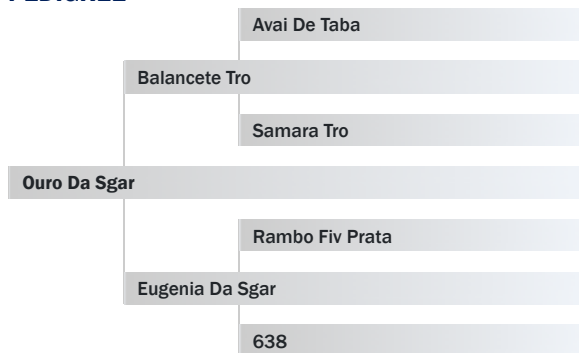 Avai De Taba
Balancete Tro
Samara Tro
Ouro Da Sgar
Rambo Fiv Prata
Eugenia Da Sgar
638